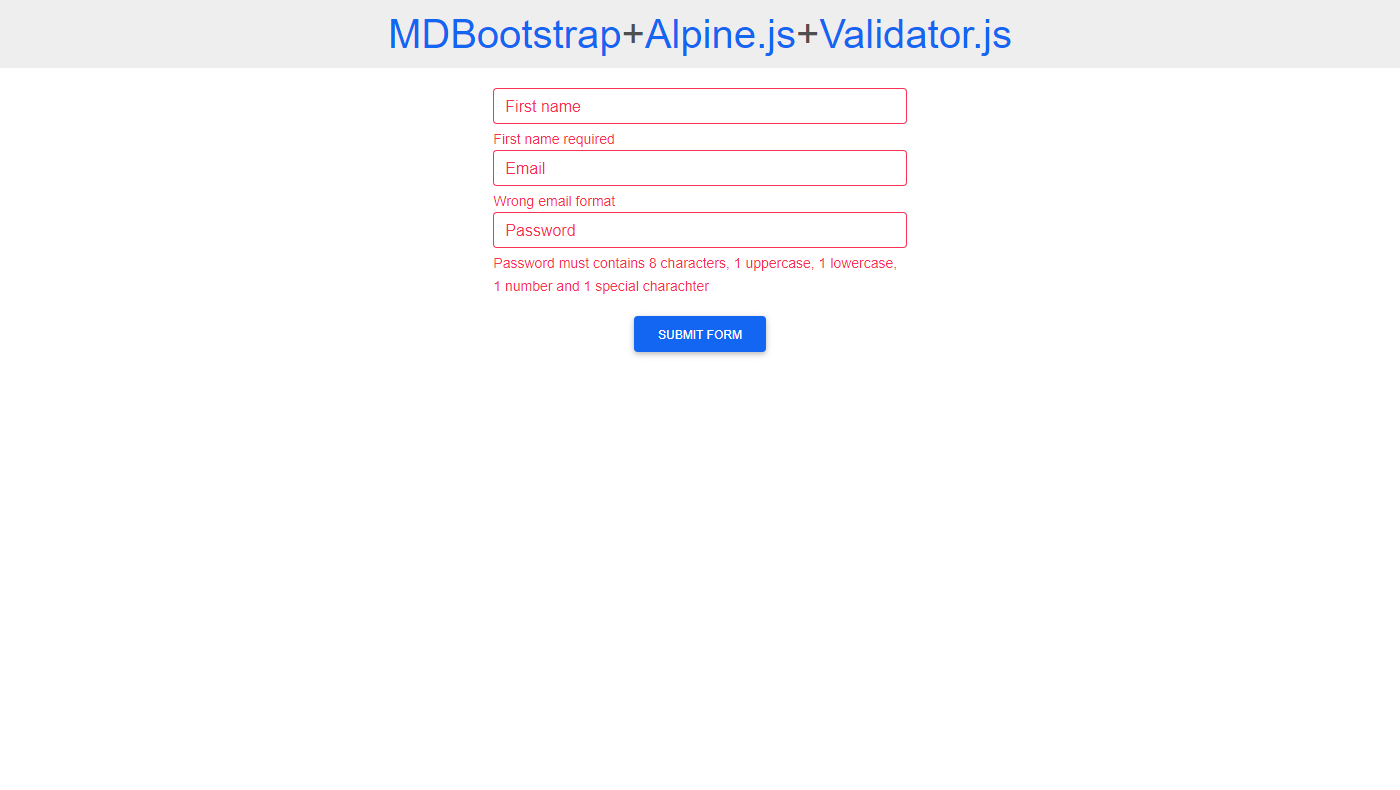 MDBootstrap+Alpine.js+Validator.js
First name
First name required
Email
Wrong email format
Password
Password must contains 8 characters, 1 uppercase, 1 lowercase,
1 number and 1 special charachter
SUBMIT FORM